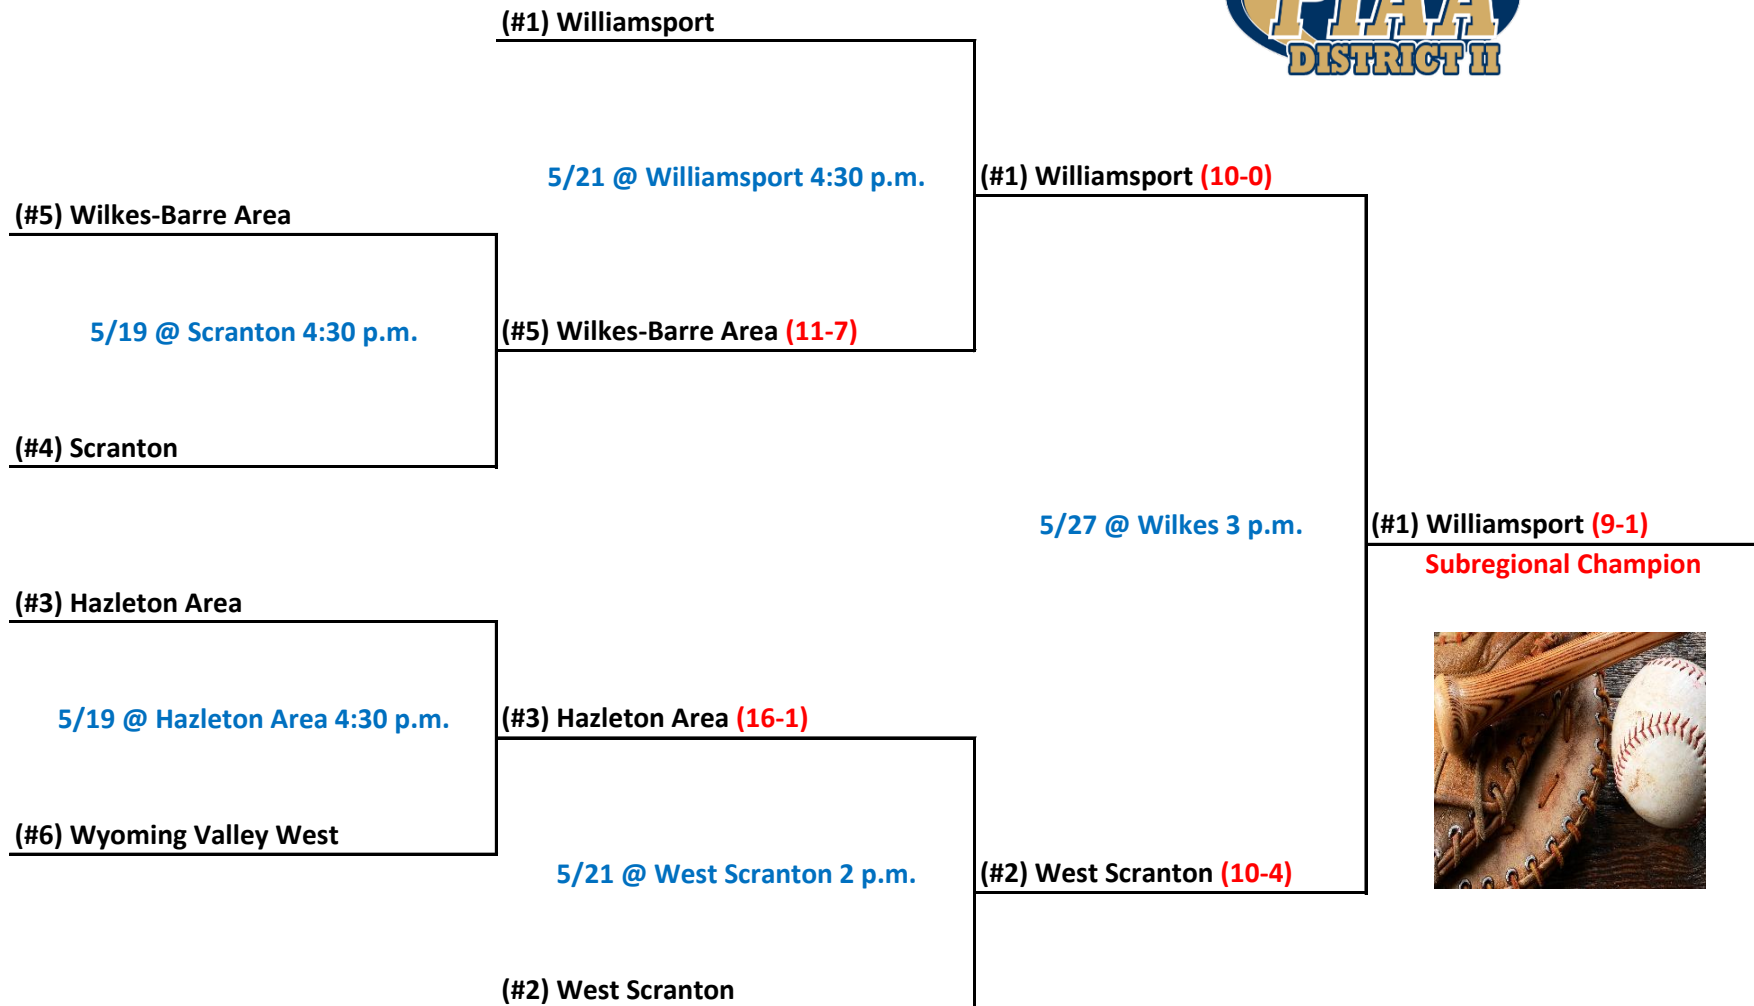 (#1) Williamsport
PIAA
DISTRICT II
5/21 @ Williamsport 4:30 p.m.
(#1) Williamsport (10-0)
(#5) Wilkes-Barre Area
5/19 @ Scranton 4:30 p.m.
(#5) Wilkes-Barre Area (11-7)
(#4) Scranton
5/27 @ Wilkes 3 p.m.
(#1) Williamsport (9-1)
Subregional Champion
(#3) Hazleton Area
5/19 @ Hazleton Area 4:30 p.m.
(#3) Hazleton Area (16-1)
(#6) Wyoming Valley West
5/21 @ West Scranton 2 p.m.
(#2) West Scranton (10-4)
(#2) West Scranton